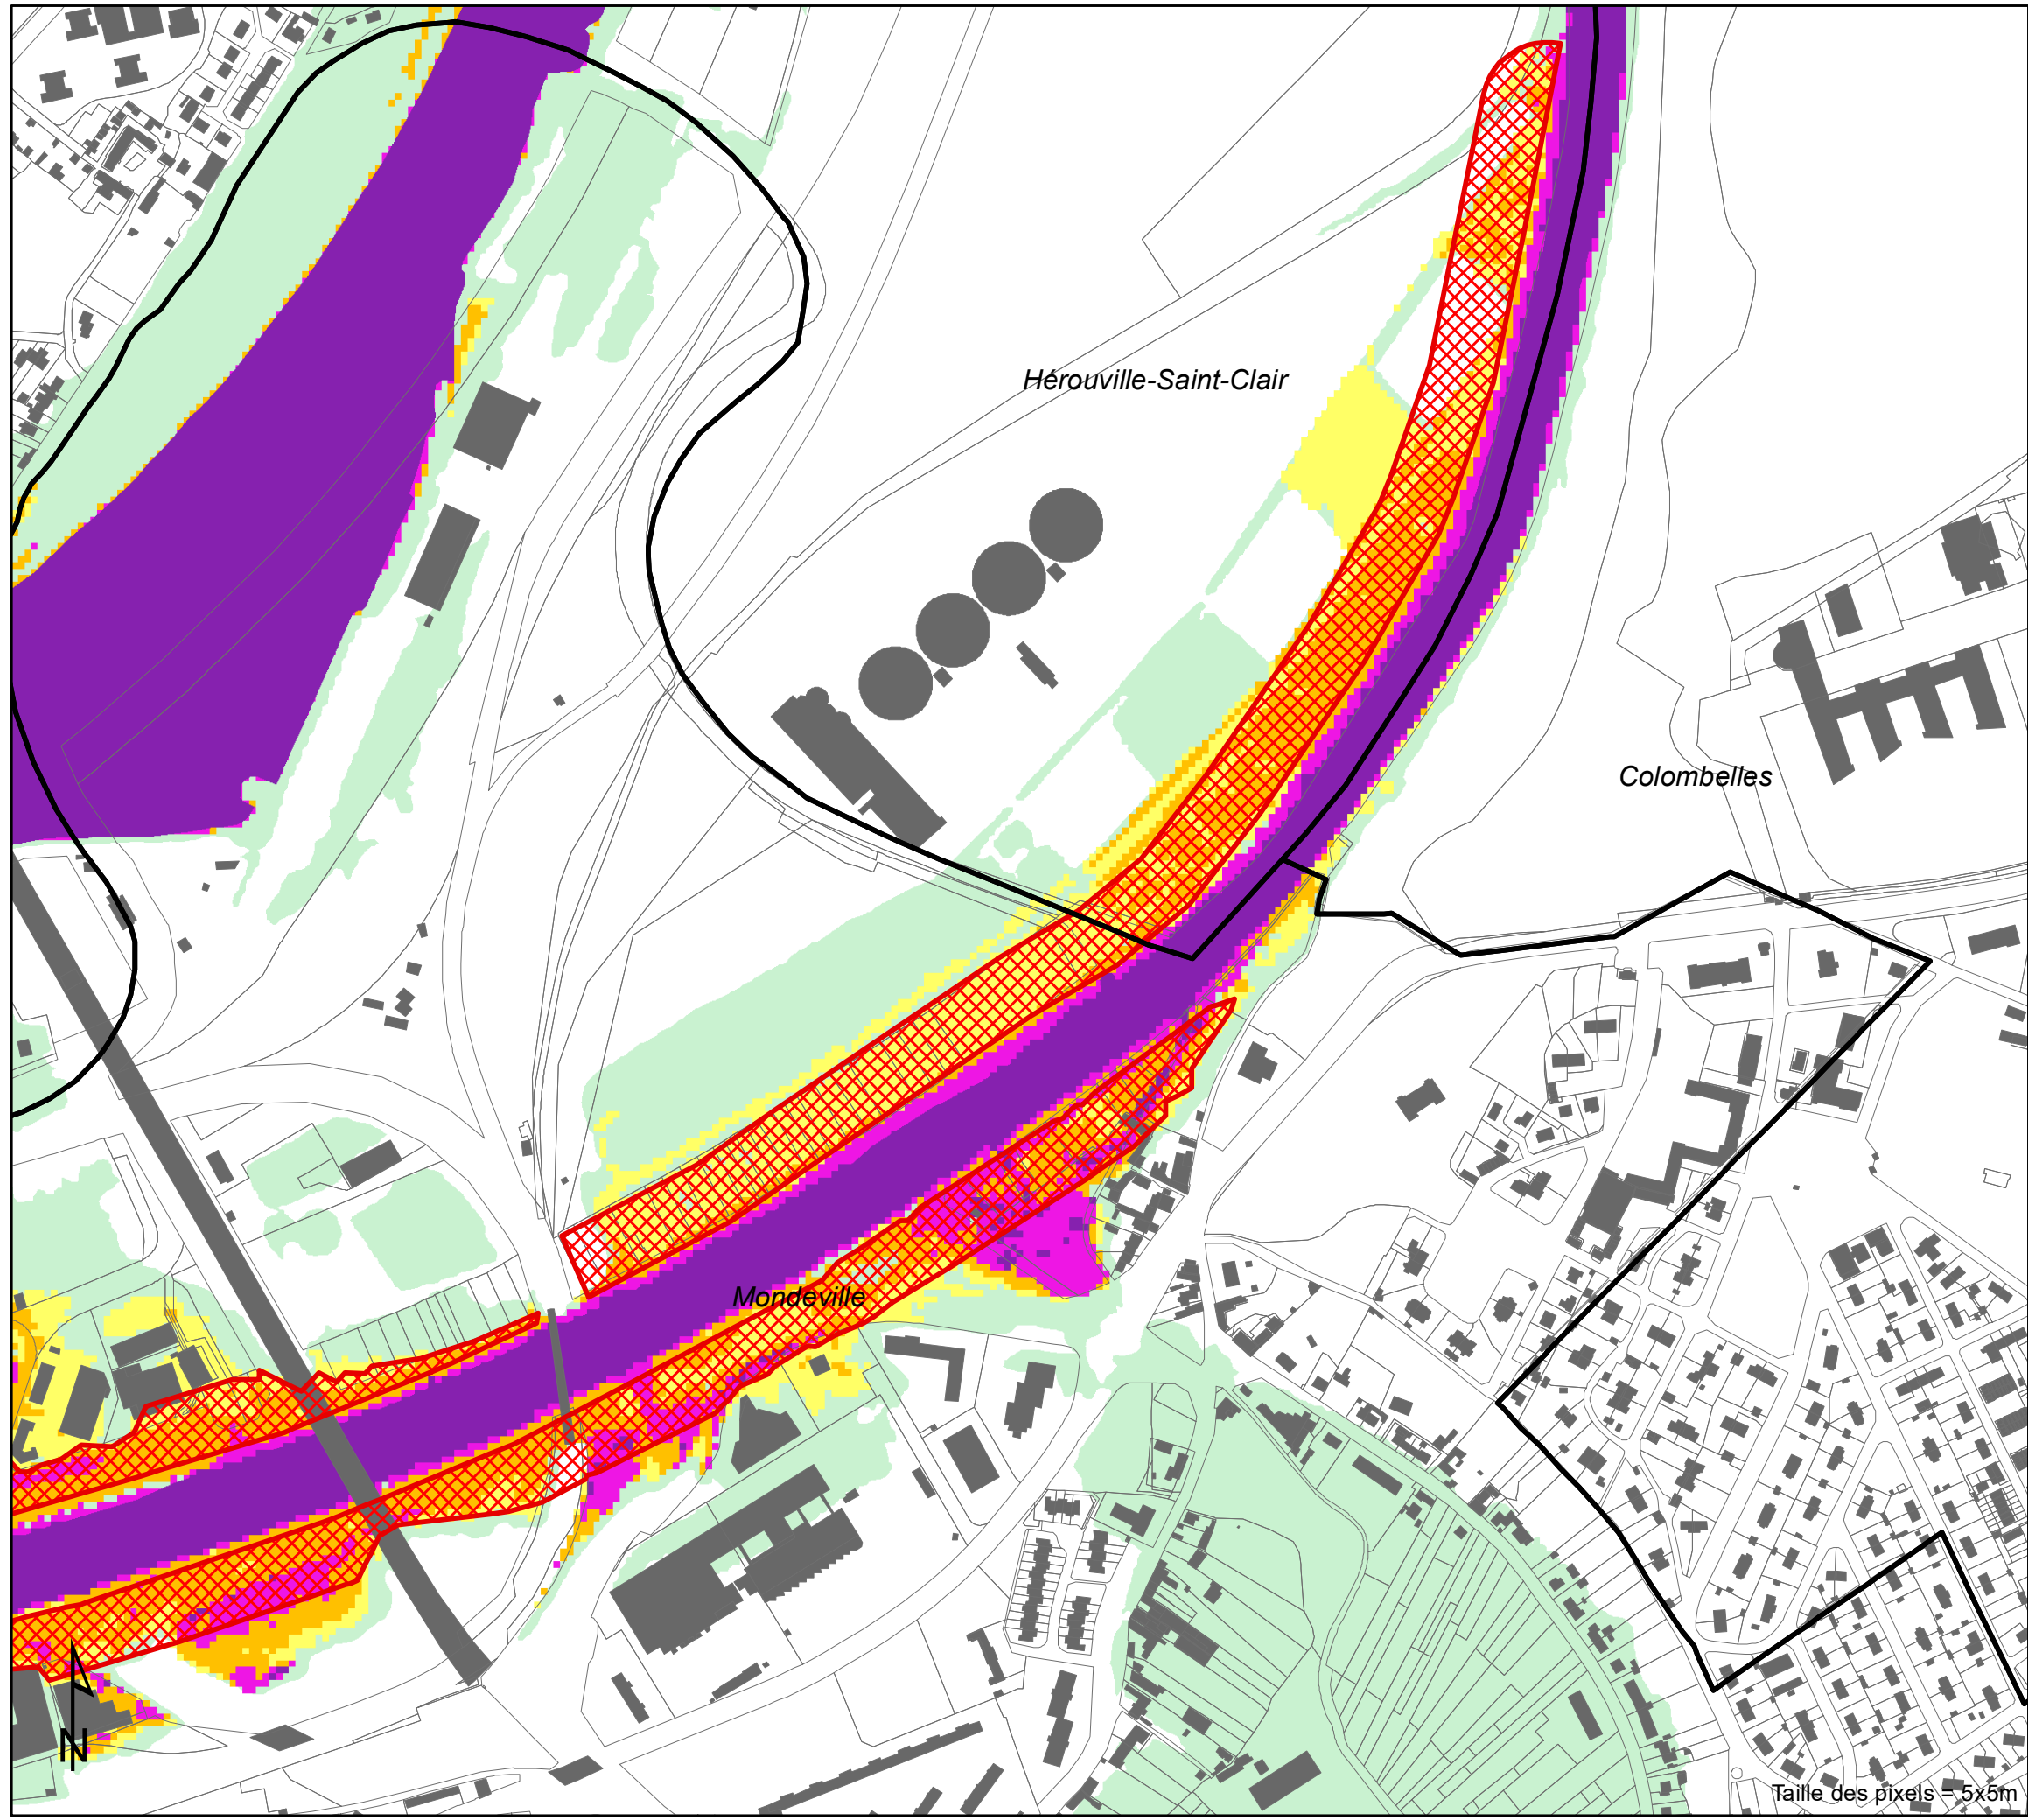 Hérouville-Saint-Clair
Colombelles
Mondeville
N
Taille des pixels = 5x5m